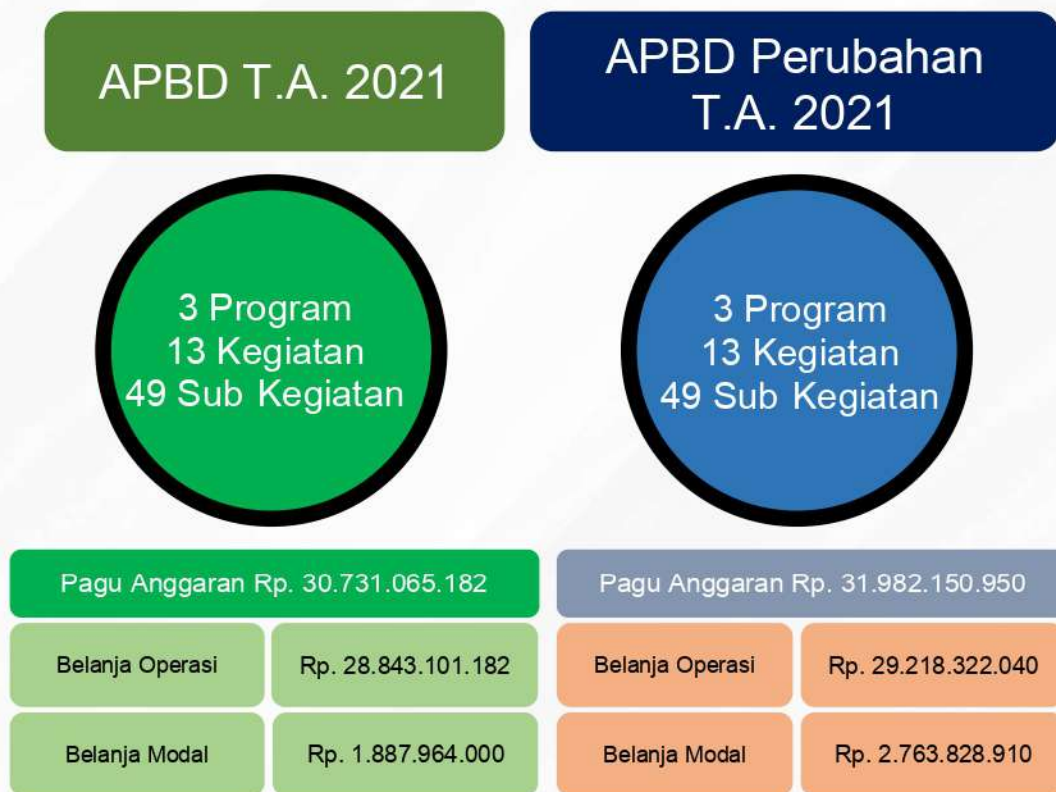 APBD T.A. 2021
3 Program
13 Kegiatan
49 Sub Kegiatan
Pagu Anggaran Rp. 30.731.065.182
Belanja Operasi Rp. 28.843.101.182
Belanja Modal Rp. 1.887.964.000
APBD Perubahan
T.A. 2021
3 Program
13 Kegiatan
49 Sub Kegiatan
Pagu Anggaran Rp. 31.982.150.950
Belanja Operasi Rp. 29.218.322.040
Belanja Modal Rp. 2.763.828.910